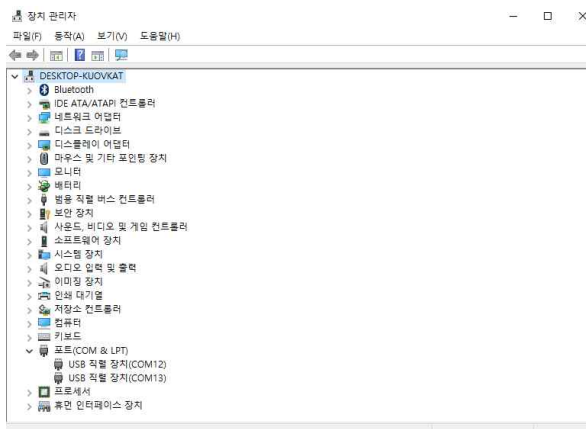 장치 관리자
파일(F) 동작(A) 보기(V) 도움말(H)
DESKTOP-KUOVKAT
Bluetooth
IDE ATA/ATAPI 컨트롤러
네트워크 어댑터
디스크 드라이브
디스플레이 어댑터
마우스 및 기타 포인팅 장치
모니터
배터리
범용 직렬 버스 컨트롤러
보안 장치
사운드, 비디오 및 게임 컨트롤러
소프트웨어 장치
시스템 장치
오디오 입력 및 출력
이미징 장치
인쇄 대기열
저장소 컨트롤러
컴퓨터
키보드
포트(COM & LPT)
USB 직렬 장치(COM12)
USB 직렬 장치(COM13)
프로세서
휴먼 인터페이스 장치